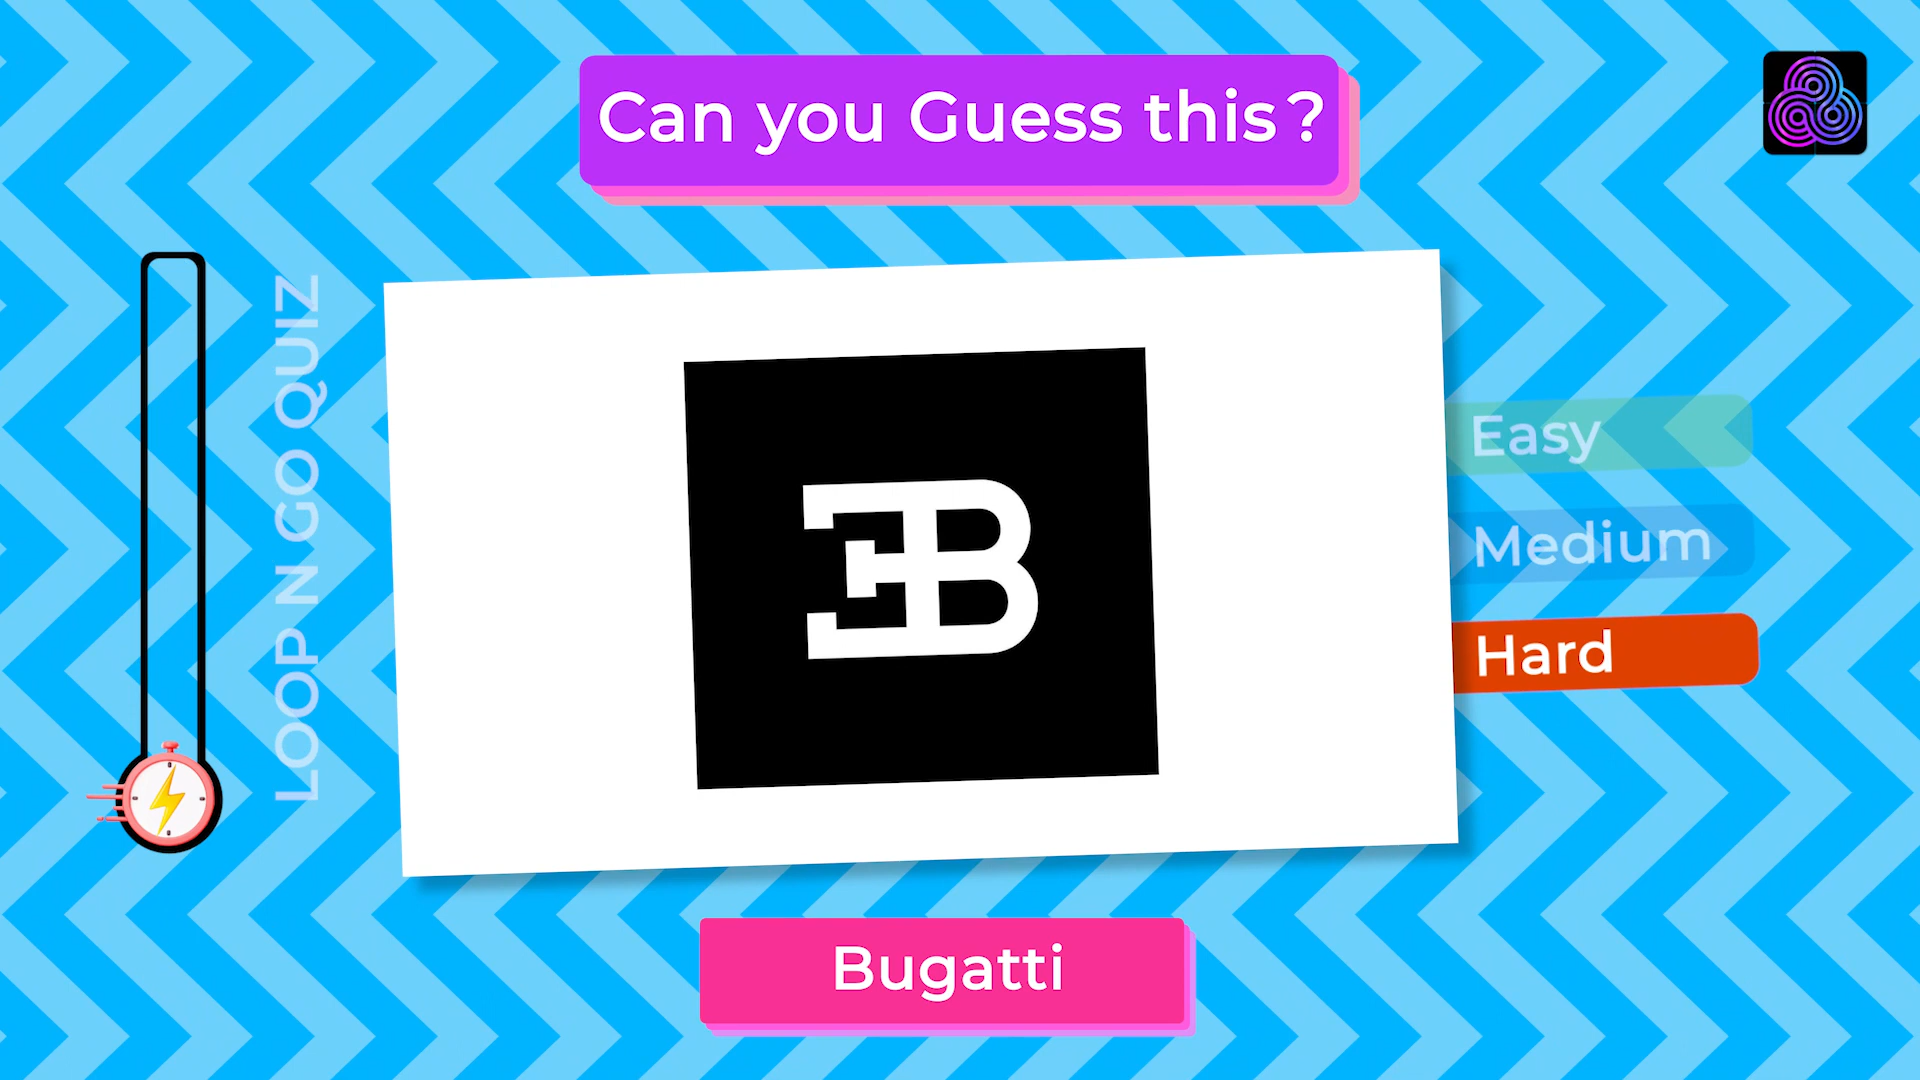 Can you Guess this?
LOOP N GO QUIZ
EB
Easy
Medium
Hard
Bugatti